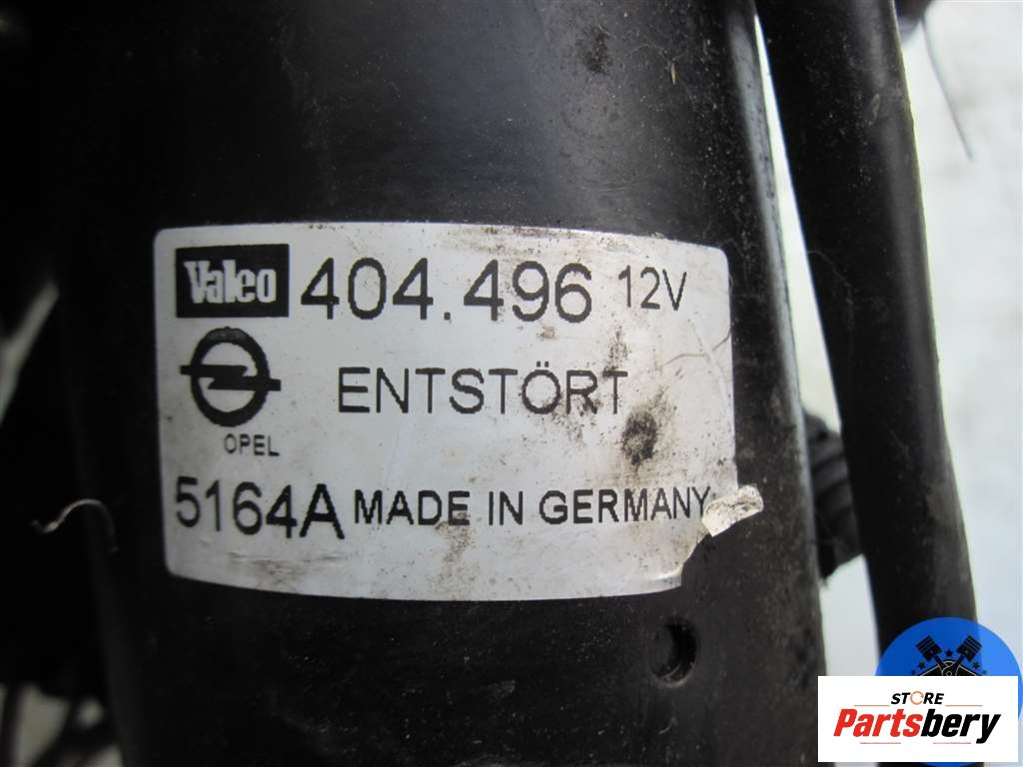 Valeo 404.496 12V
ENTSTÖRT
OPEL
5164A MADE IN GERMANY
STORE
Partsbery